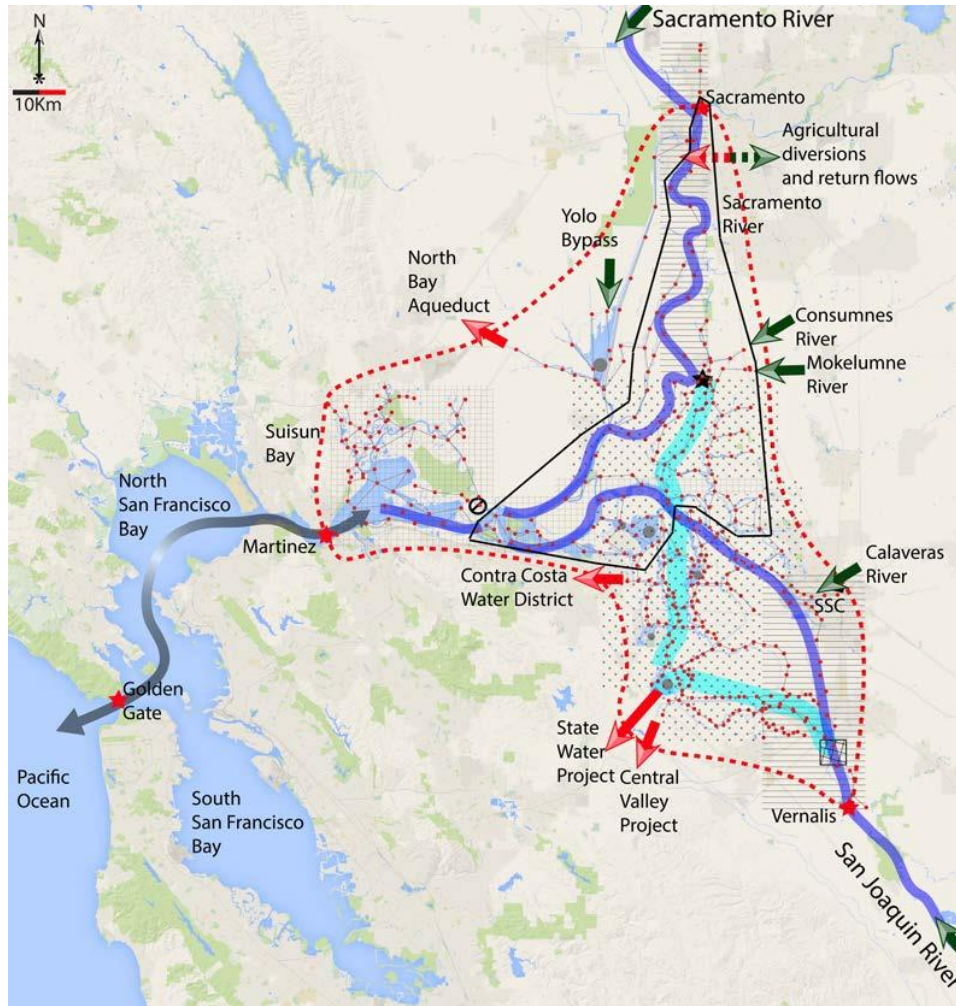 N
10Km
Sacramento River
Sacramento
Agricultural
diversions
and return flows
Sacramento
River
Yolo
Bypass
North
Bay
Aqueduct
Consumnes
River
Mokelumne
River
Suisun
Bay
North
San Francisco
Bay
Martinez
Contra Costa
Water District
Calaveras
River
SSC
Golden
Gate
State
Water
Project
Central
Valley
Project
Pacific
Ocean
South
San Francisco
Bay
Vernalis
San Joaquin River